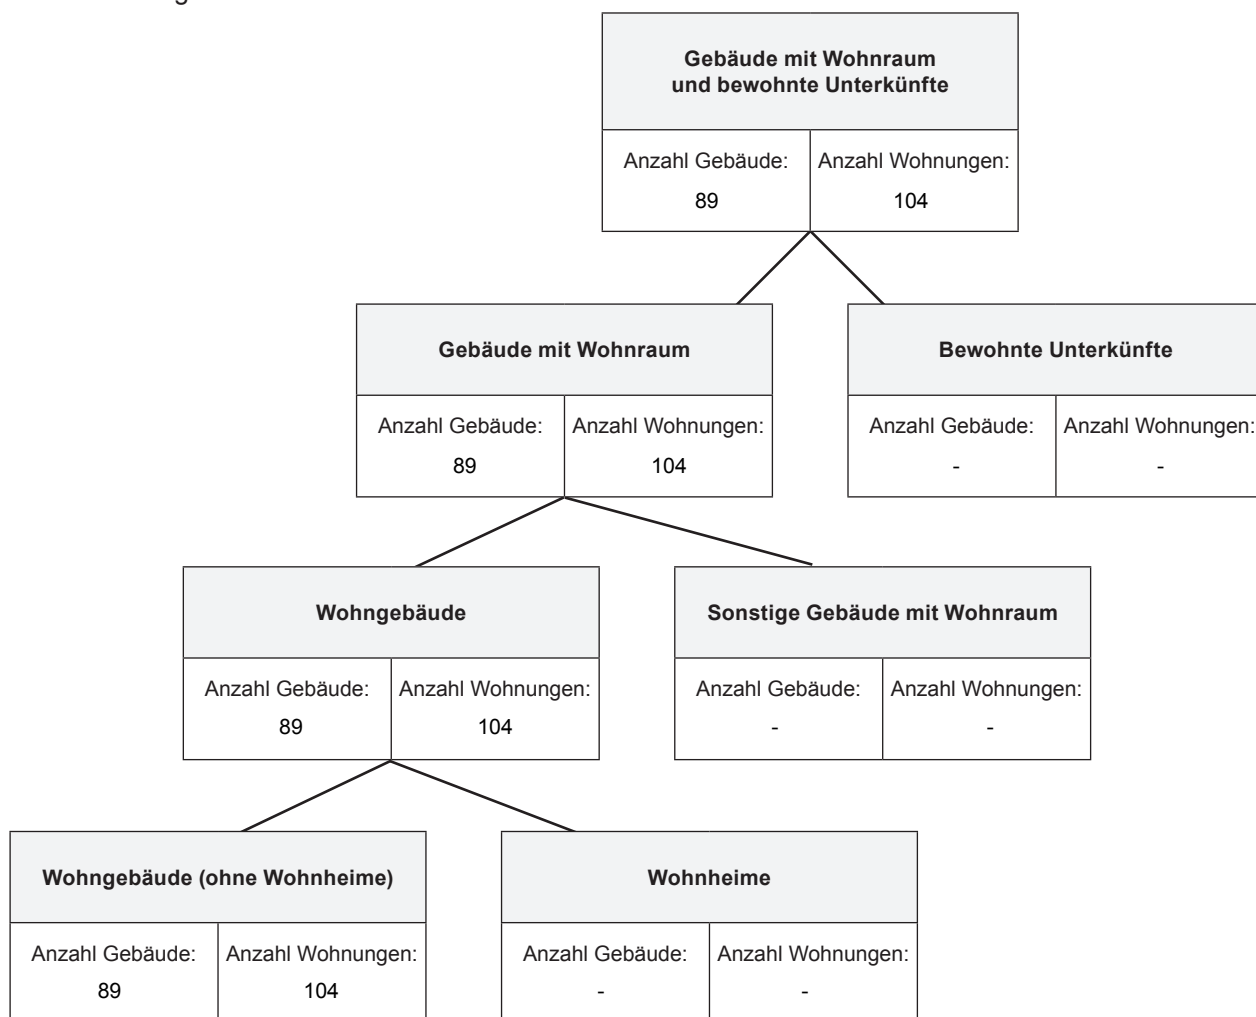 Gebäude mit Wohnraum
und bewohnte Unterkünfte
Anzahl Gebäude: Anzahl Wohnungen:
89 104
Gebäude mit Wohnraum Bewohnte Unterkünfte
Anzahl Gebäude: Anzahl Wohnungen: Anzahl Gebäude: Anzahl Wohnungen:
89 104 - -
Wohngebäude Sonstige Gebäude mit Wohnraum
Anzahl Gebäude: Anzahl Wohnungen: Anzahl Gebäude: Anzahl Wohnungen:
89 104 - -
Wohngebäude (ohne Wohnheime) Wohnheime
Anzahl Gebäude: Anzahl Wohnungen: Anzahl Gebäude: Anzahl Wohnungen:
89 104 - -